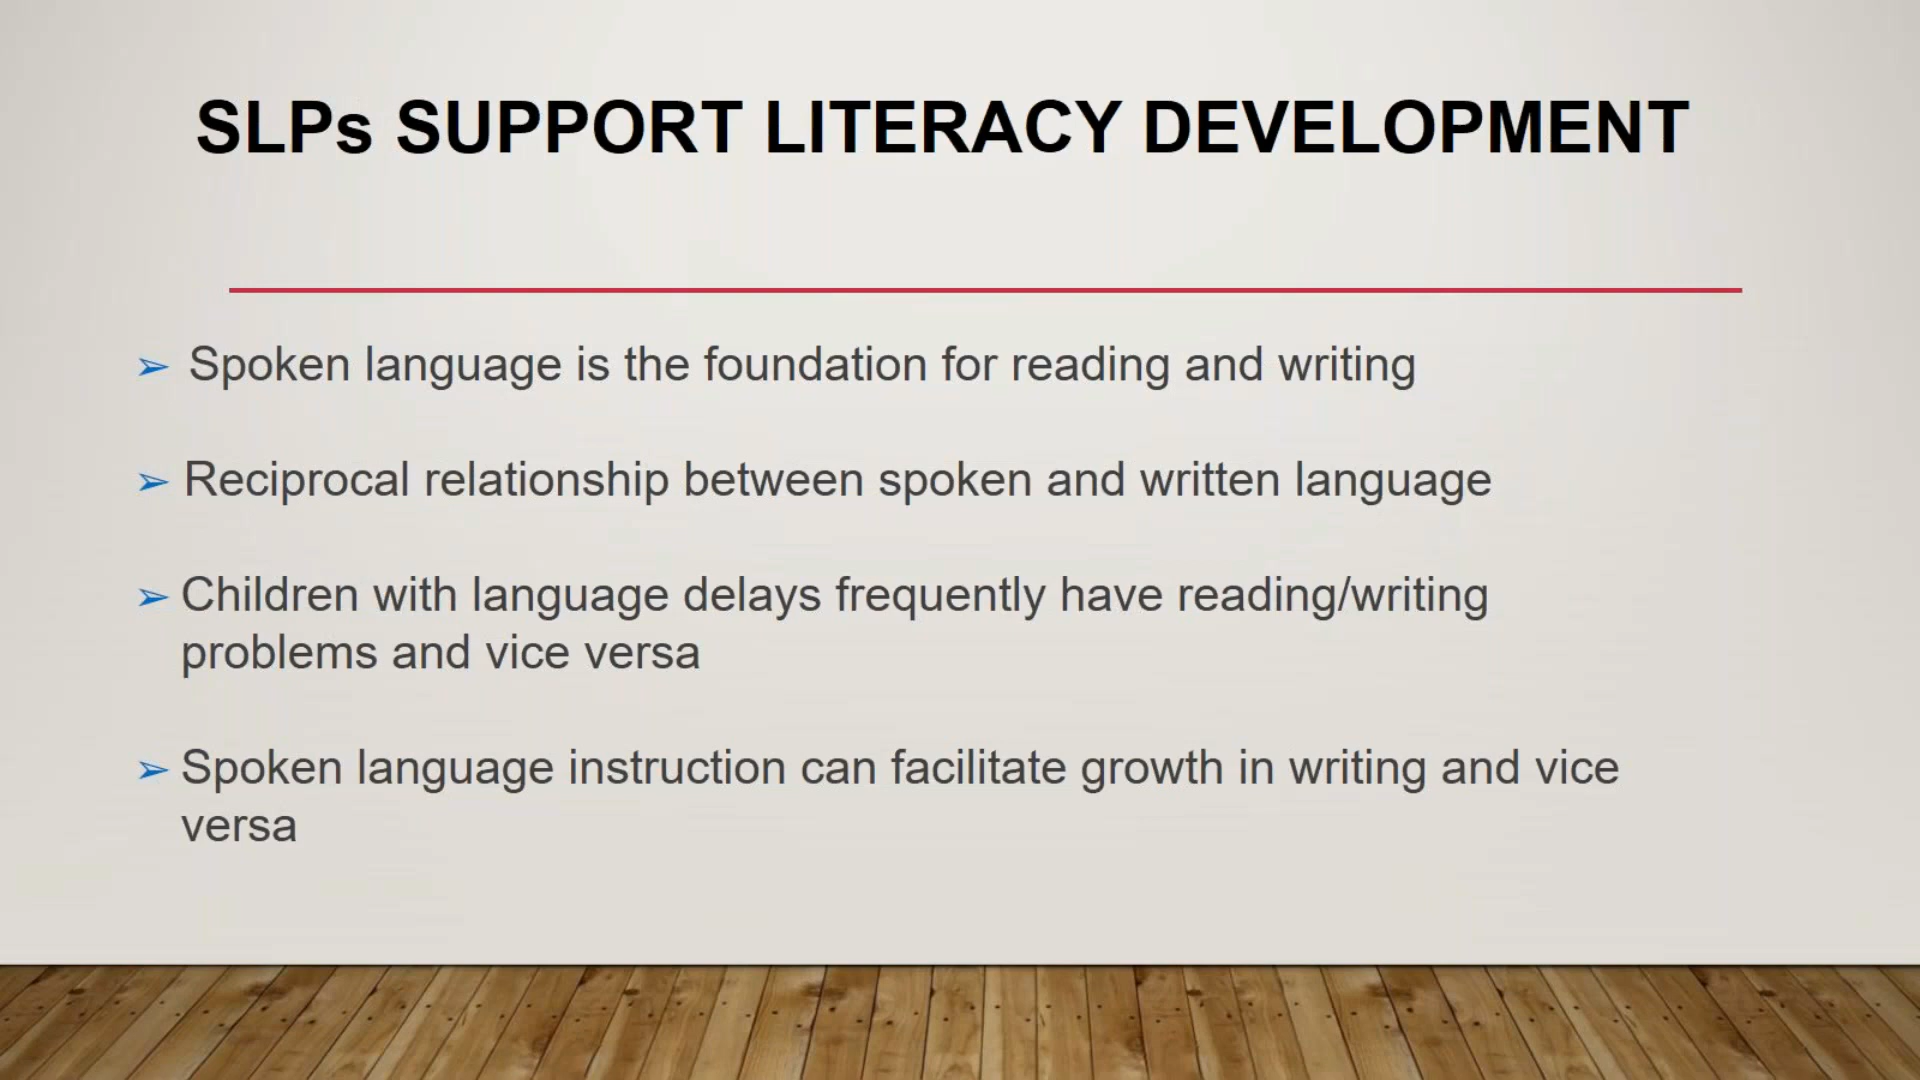 SLPs SUPPORT LITERACY DEVELOPMENT
➢ Spoken language is the foundation for reading and writing
➢ Reciprocal relationship between spoken and written language
➢ Children with language delays frequently have reading/writing
problems and vice versa
➢ Spoken language instruction can facilitate growth in writing and vice
versa